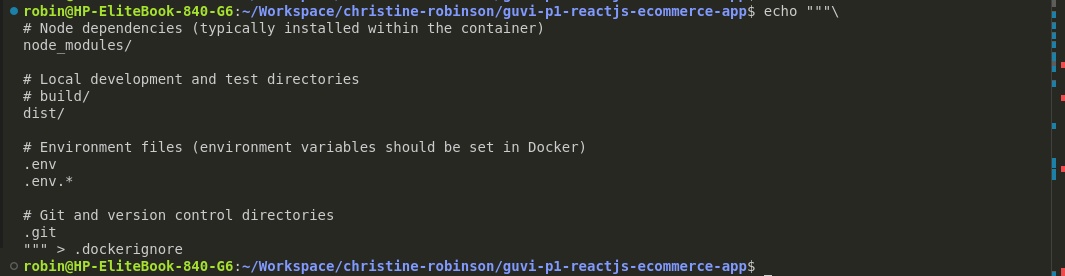 robin@HP-EliteBook-840-G6:~/Workspace/christine-robinson/guvi-p1-reactjs-ecommerce-app$ echo """\
# Node dependencies (typically installed within the container)
node_modules/

# Local development and test directories
# build/
dist/

# Environment files (environment variables should be set in Docker)
.env
.env.*

# Git and version control directories
.git
""" > .dockerignore
robin@HP-EliteBook-840-G6:~/Workspace/christine-robinson/guvi-p1-reactjs-ecommerce-app$